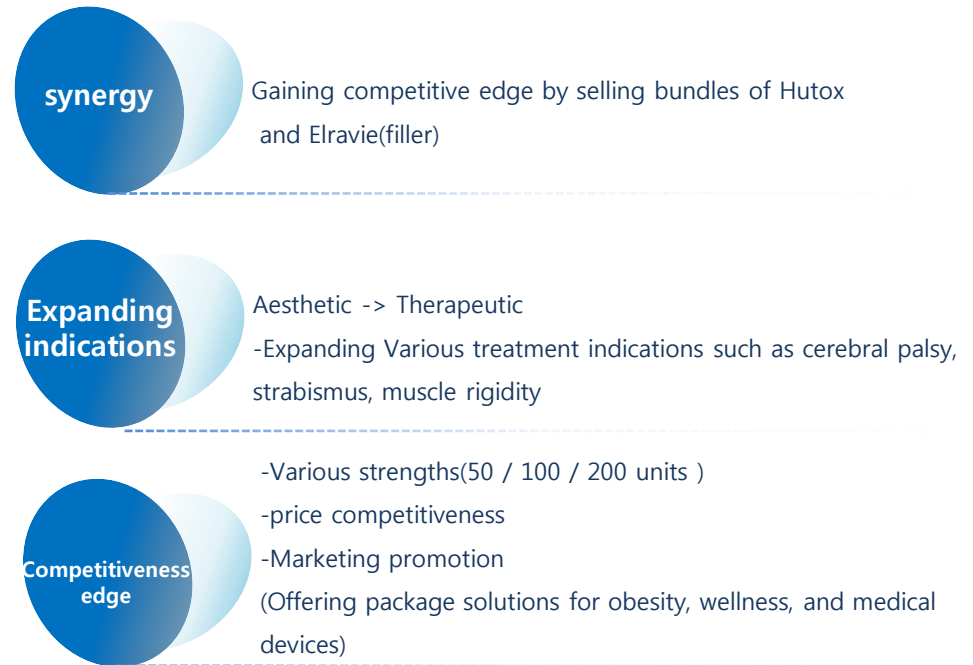 synergy
Gaining competitive edge by selling bundles of Hutox
and Elravie(filler)
Expanding
indications
Aesthetic -> Therapeutic
-Expanding Various treatment indications such as cerebral palsy,
strabismus, muscle rigidity
Competitiveness
edge
-Various strengths(50 / 100 / 200 units )
-price competitiveness
-Marketing promotion
(Offering package solutions for obesity, wellness, and medical
devices)